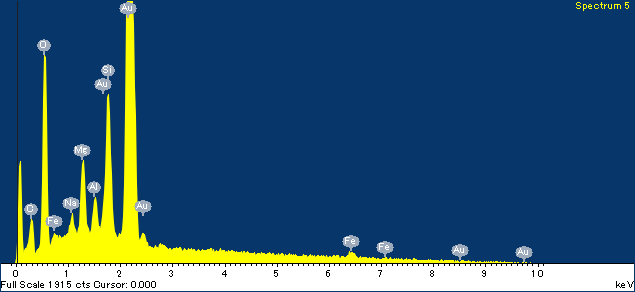 Spectrum 5
Au
O
Si
Au
Mg
Al
Na
Au
C
Fe
Fe
Fe
Au
Au
0 1 2 3 4 5 6 7 8 9 10
Full Scale 1915 cts Cursor: 0.000 keV